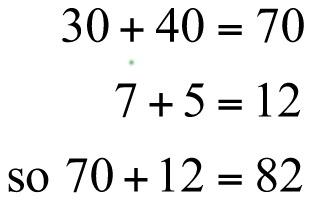 30 + 40 = 70
7 + 5 = 12
so 70 + 12 = 82